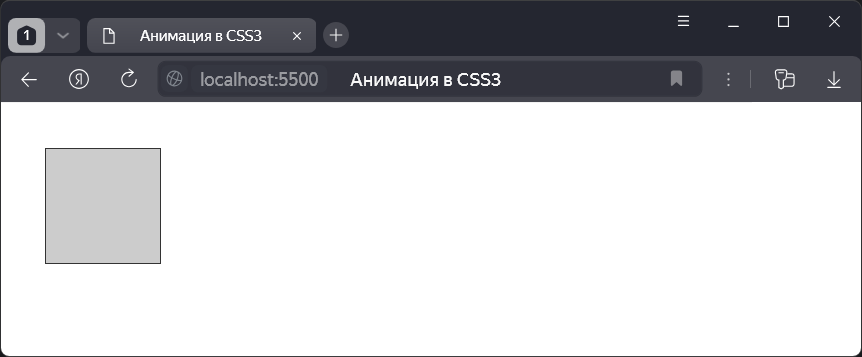 1
Анимация в CSS3
Я
localhost:5500
Анимация в CSS3